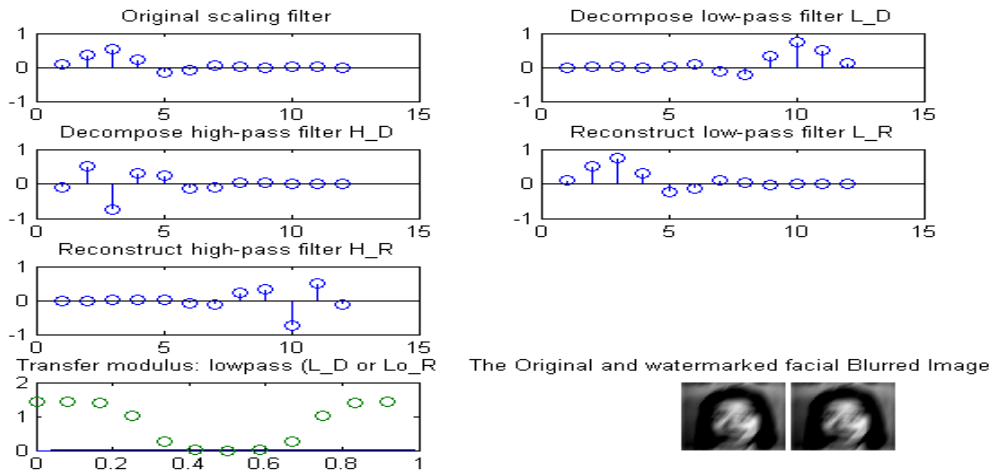 Original scaling filter
1
0
-1
0 5 10 15
Decompose low-pass filter L_D
1
0
-1
0 5 10 15
Decompose high-pass filter H_D
1
0
-1
0 5 10 15
Reconstruct low-pass filter L_R
1
0
-1
0 5 10 15
Reconstruct high-pass filter H_R
1
0
-1
0 5 10 15
Transfer modulus: lowpass (L_D or Lo_R
2
1
0
0 0.2 0.4 0.6 0.8 1
The Original and watermarked facial Blurred Image